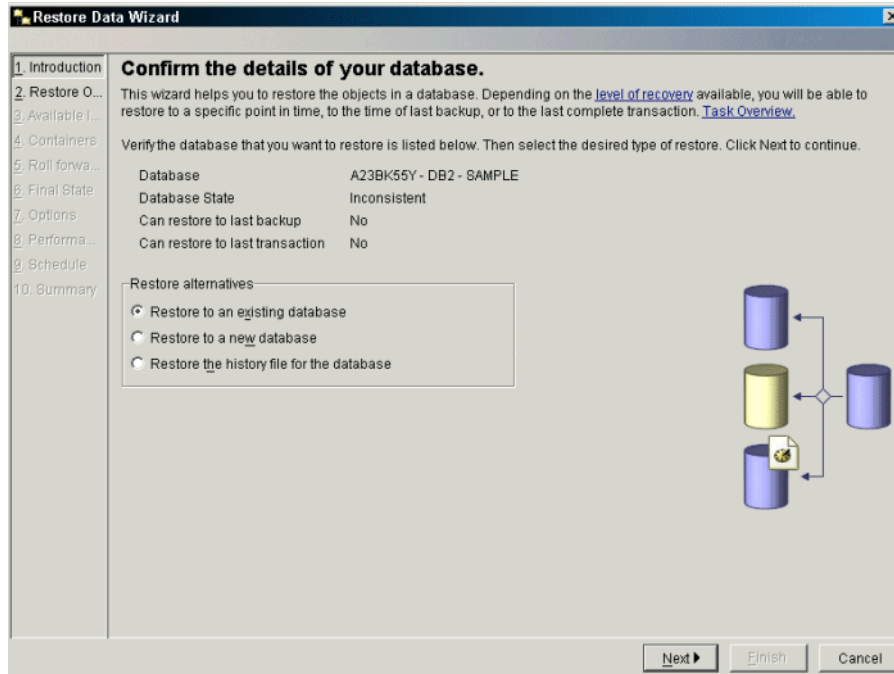 Restore Data Wizard
1. Introduction
2. Restore O...
3. Available I...
4. Containers
5. Roll forwa...
6. Final State
7. Options
8. Performa...
9. Schedule
10. Summary
Confirm the details of your database.
This wizard helps you to restore the objects in a database. Depending on the level of recovery available, you will be able to
restore to a specific point in time, to the time of last backup, or to the last complete transaction. Task Overview.
Verify the database that you want to restore is listed below. Then select the desired type of restore. Click Next to continue.
Database A23BK55Y - DB2 - SAMPLE
Database State Inconsistent
Can restore to last backup No
Can restore to last transaction No
Restore alternatives
Restore to an existing database
Restore to a new database
Restore the history file for the database
Next
Finish
Cancel